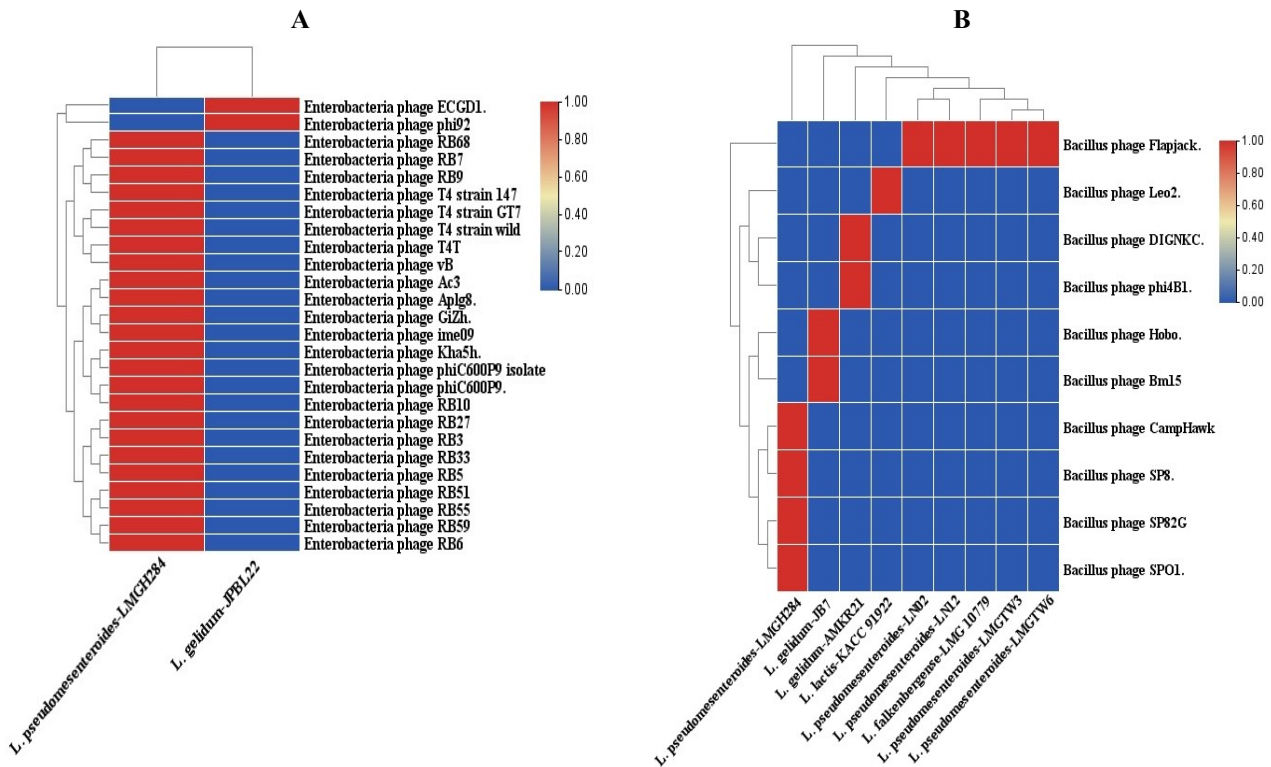 A
Enterobacteria phage ECGD1.
Enterobacteria phage phi92
Enterobacteria phage RB68
Enterobacteria phage RB7
Enterobacteria phage RB9
Enterobacteria phage T4 strain 147
Enterobacteria phage T4 strain GT7
Enterobacteria phage T4 strain wild
Enterobacteria phage T4T
Enterobacteria phage vB
Enterobacteria phage Ac3
Enterobacteria phage Aplg8.
Enterobacteria phage GiZh.
Enterobacteria phage ime09
Enterobacteria phage Kha5h.
Enterobacteria phage phiC600P9 isolate
Enterobacteria phage phiC600P9.
Enterobacteria phage RB10
Enterobacteria phage RB27
Enterobacteria phage RB3
Enterobacteria phage RB33
Enterobacteria phage RB5
Enterobacteria phage RB51
Enterobacteria phage RB55
Enterobacteria phage RB59
Enterobacteria phage RB6
1.00
0.80
0.60
0.40
0.20
0.00
L. pseudomesenteroides-LMGH284
L. gelidum-JPBL22
B
Bacillus phage Flapjack.
Bacillus phage Leo2.
Bacillus phage DIGNKC.
Bacillus phage phi4B1.
Bacillus phage Hobo.
Bacillus phage Bm15
Bacillus phage CampHawk
Bacillus phage SP8.
Bacillus phage SP82G
Bacillus phage SPO1.
1.00
0.80
0.60
0.40
0.20
0.00
L. pseudomesenteroides-LMGH284
L. gelidum-JB7
L. gelidum-AMKR21
L. lactis-KACC 91922
L. pseudomesenteroides-LN02
L. pseudomesenteroides-LN12
L. falkenbergense-LMG 10779
L. pseudomesenteroides-LMGTW3
L. pseudomesenteroides-LMGTW6